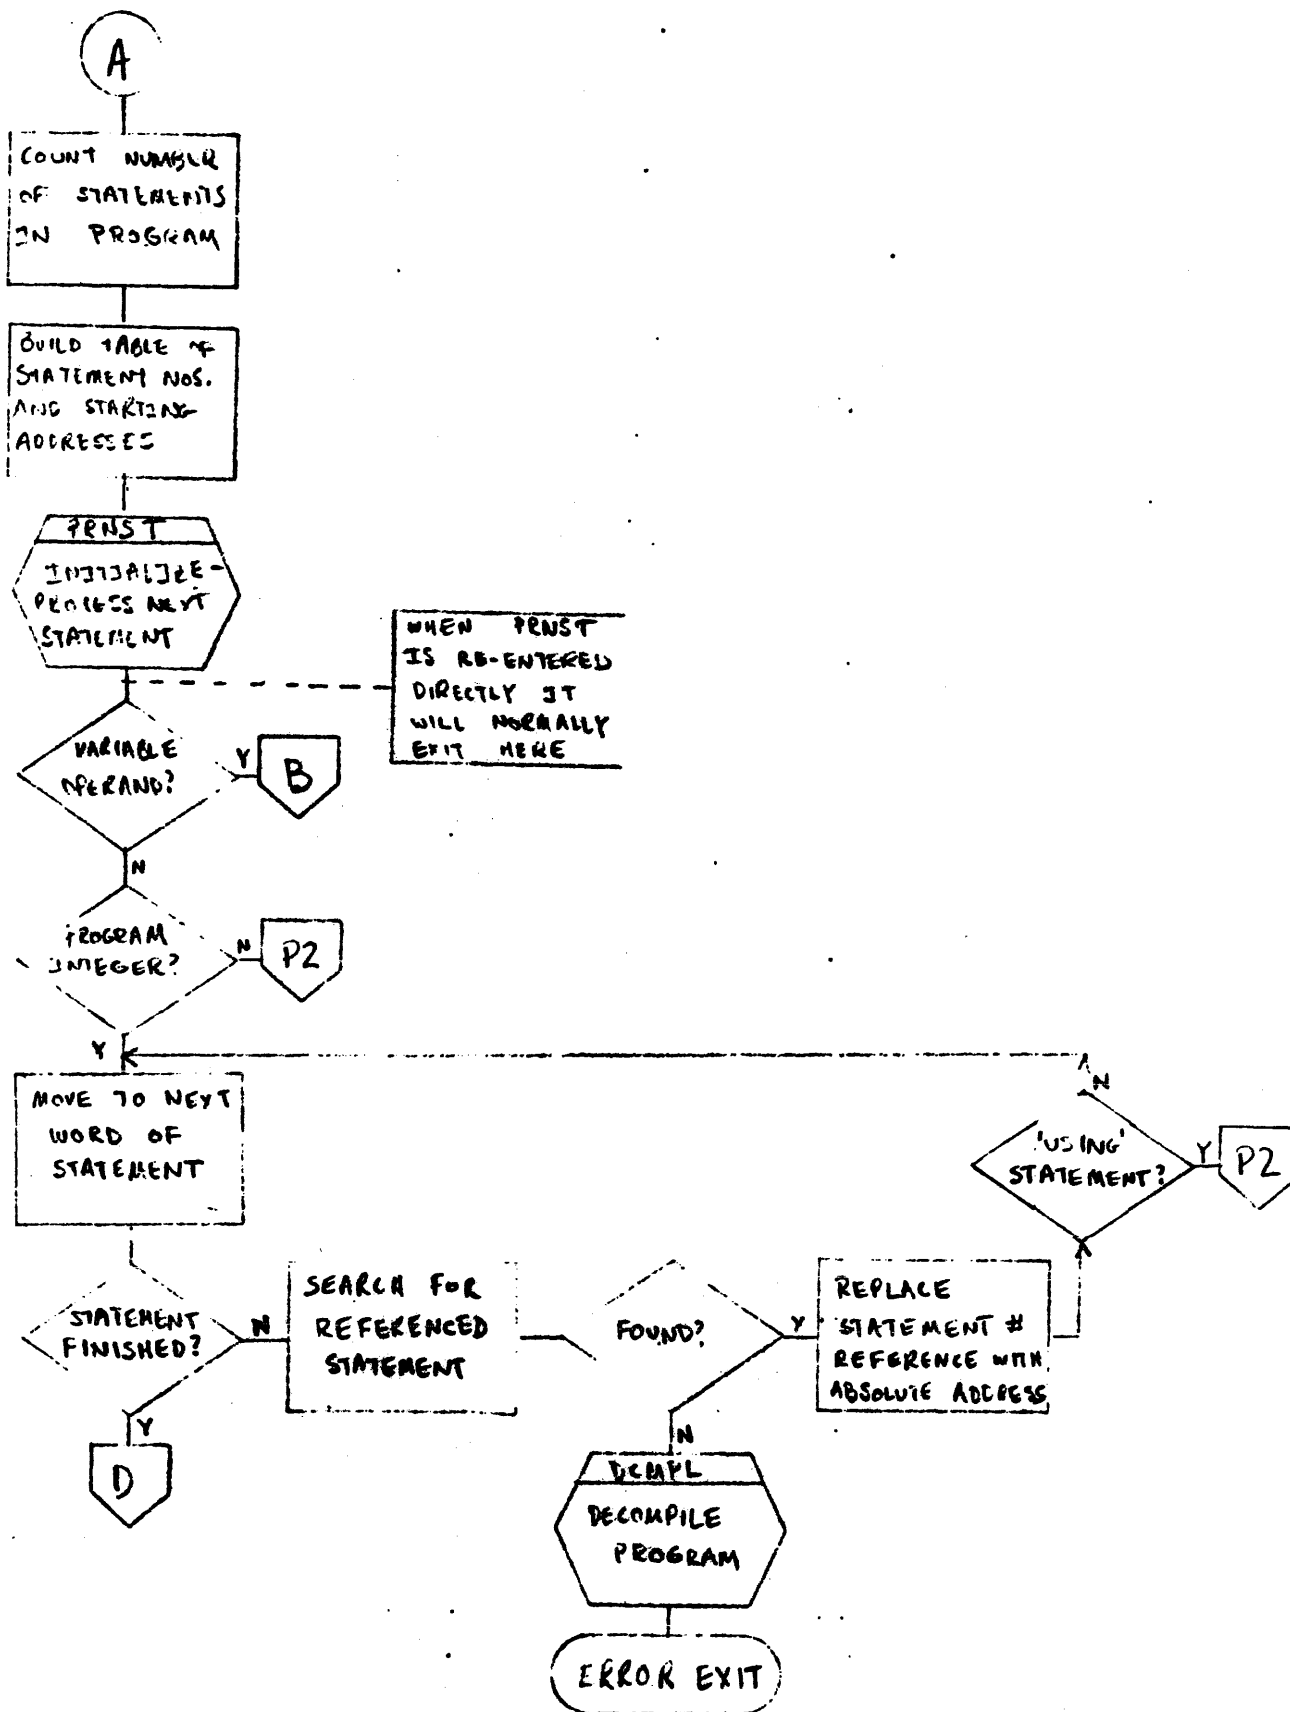 A
COUNT NUMBER
OF STATEMENTS
IN PROGRAM
BUILD TABLE OF
STATEMENT NOS.
AND STARTING
ADDRESSES
PRNST
INITIALIZE-
PROCESS NEXT
STATEMENT
WHEN PRNST
IS RE-ENTERED
DIRECTLY IT
WILL NORMALLY
EXIT HERE
VARIABLE
OPERAND?
Y
B
N
PROGRAM
INTEGER?
N
P2
Y
MOVE TO NEXT
WORD OF
STATEMENT
N
'USING'
STATEMENT?
Y
P2
STATEMENT
FINISHED?
N
Y
D
SEARCH FOR
REFERENCED
STATEMENT
FOUND?
Y
N
REPLACE
STATEMENT #
REFERENCE WITH
ABSOLUTE ADDRESS
DCMPL
DECOMPILE
PROGRAM
ERROR EXIT